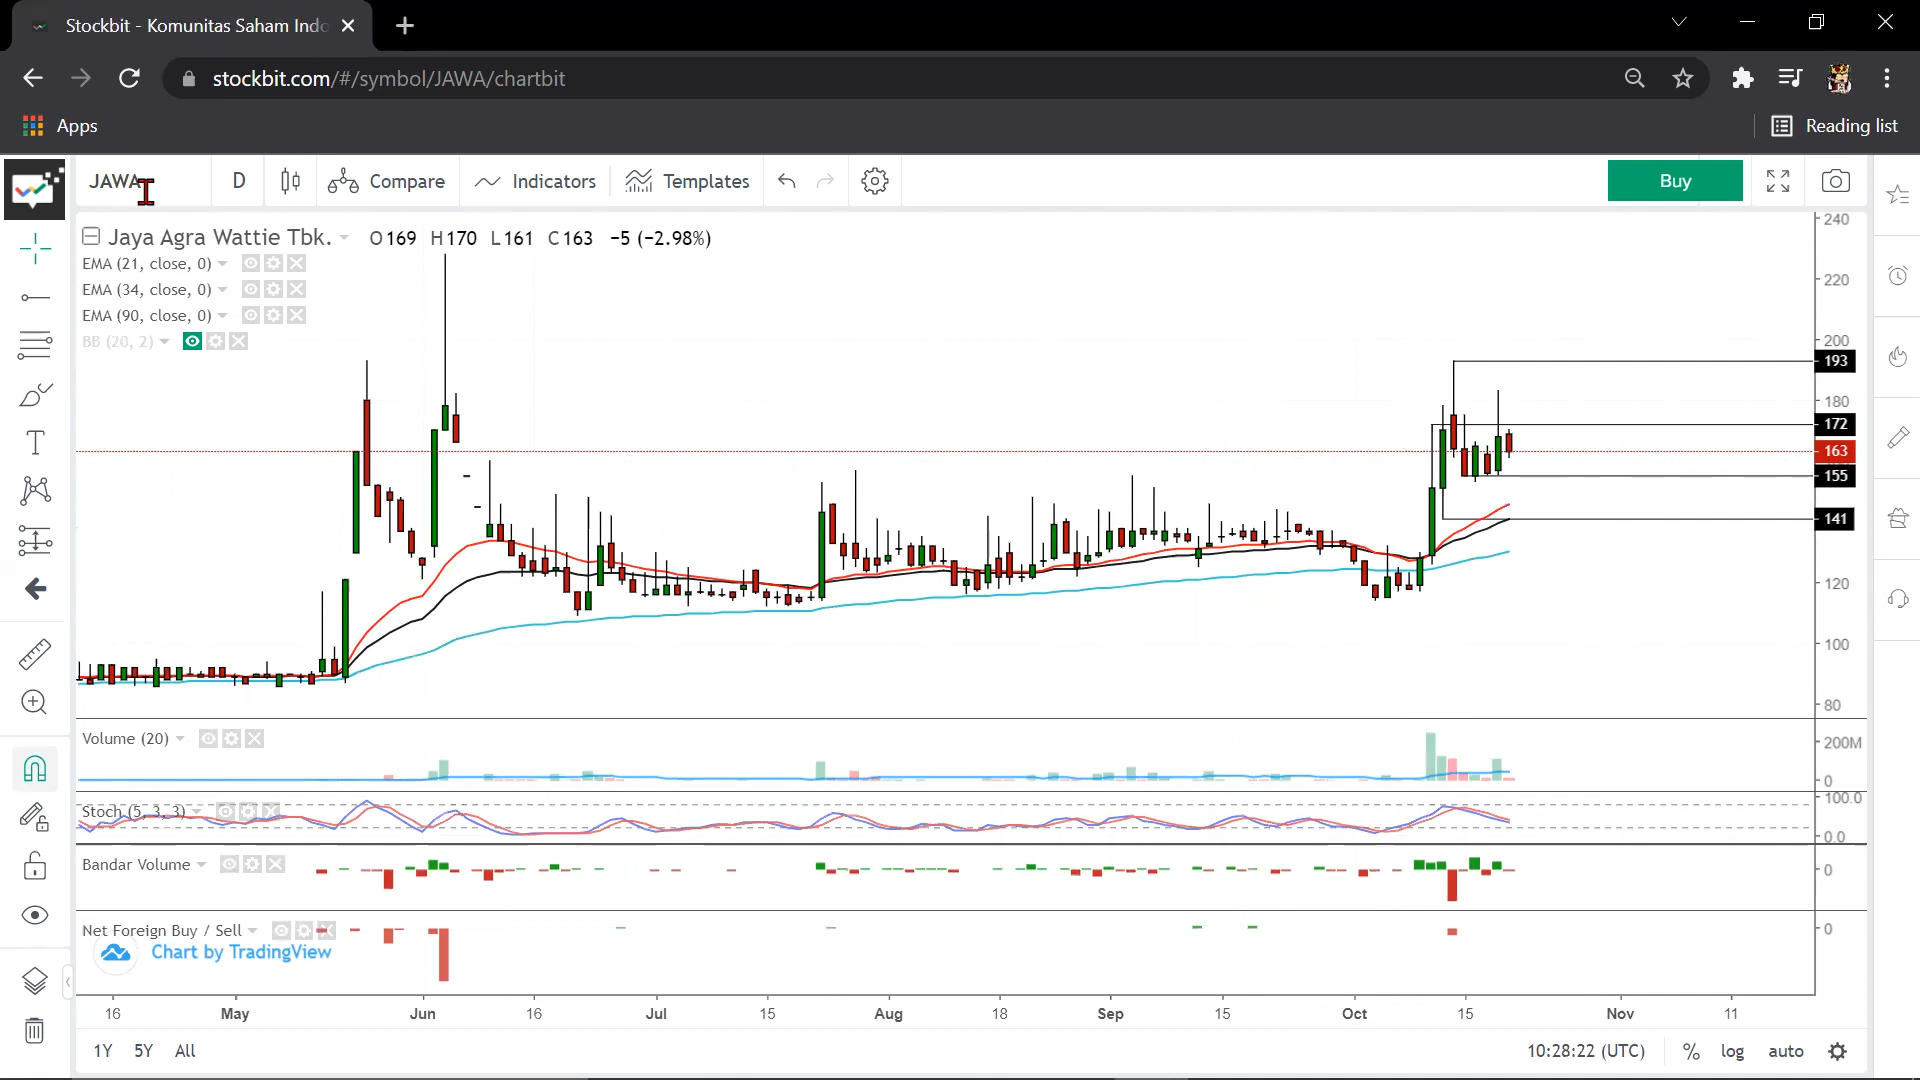 Stockbit - Komunitas Saham Indo
stockbit.com/#/symbol/JAWA/chartbit
Apps
Reading list
JAWA
D
Compare
Indicators
Templates
Buy
Jaya Agra Wattie Tbk. O169 H170 L161 C163 −5 (−2.98%)
EMA (21, close, 0)
EMA (34, close, 0)
EMA (90, close, 0)
BB (20, 2)
240
220
200
193
180
172
163
155
141
120
100
80
Volume (20)
200M
0
Stoch (5, 3, 3)
100.0
0.0
Bandar Volume
0
Net Foreign Buy / Sell
0
Chart by TradingView
16 May Jun 16 Jul 15 Aug 18 Sep 15 Oct 15 Nov 11
1Y 5Y All
10:28:22 (UTC) % log auto